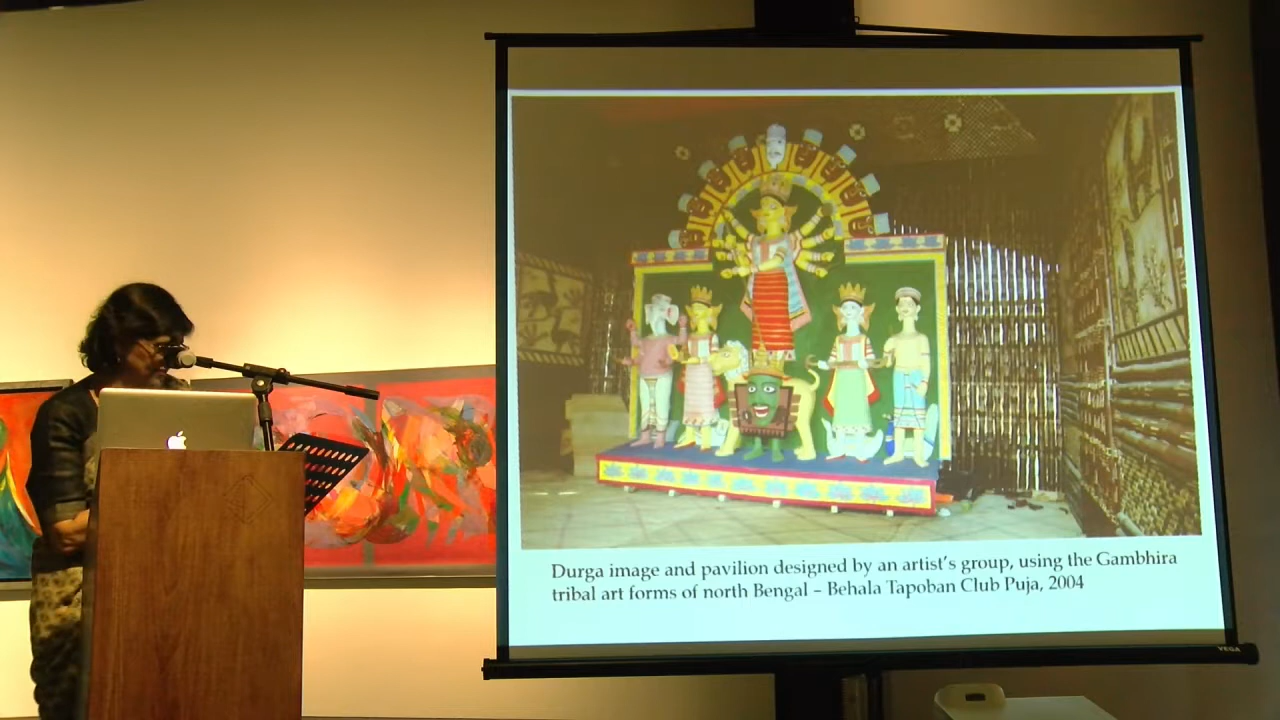 Durga image and pavilion designed by an artist's group, using the Gambhira
tribal art forms of north Bengal – Behala Tapoban Club Puja, 2004
VEGA